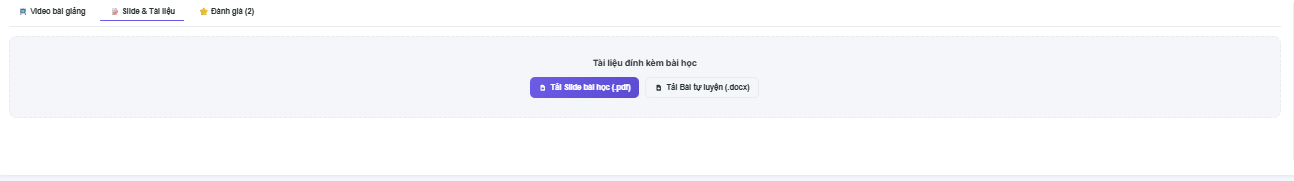 Video bài giảng
Slide & Tài liệu
Đánh giá (2)
Tài liệu đính kèm bài học
Tải Slide bài học (.pdf)
Tải Bài tự luyện (.docx)